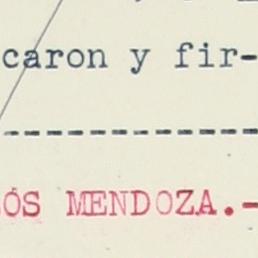 caron y fir-
--------------
ÓS MENDOZA.-